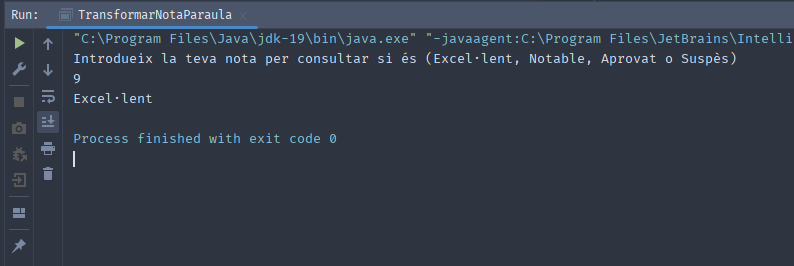 Run: TransformarNotaParaula
"C:\Program Files\Java\jdk-19\bin\java.exe" "-javaagent:C:\Program Files\JetBrains\Intelli
Introdueix la teva nota per consultar si és (Excel·lent, Notable, Aprovat o Suspès)
9
Excel·lent
Process finished with exit code 0